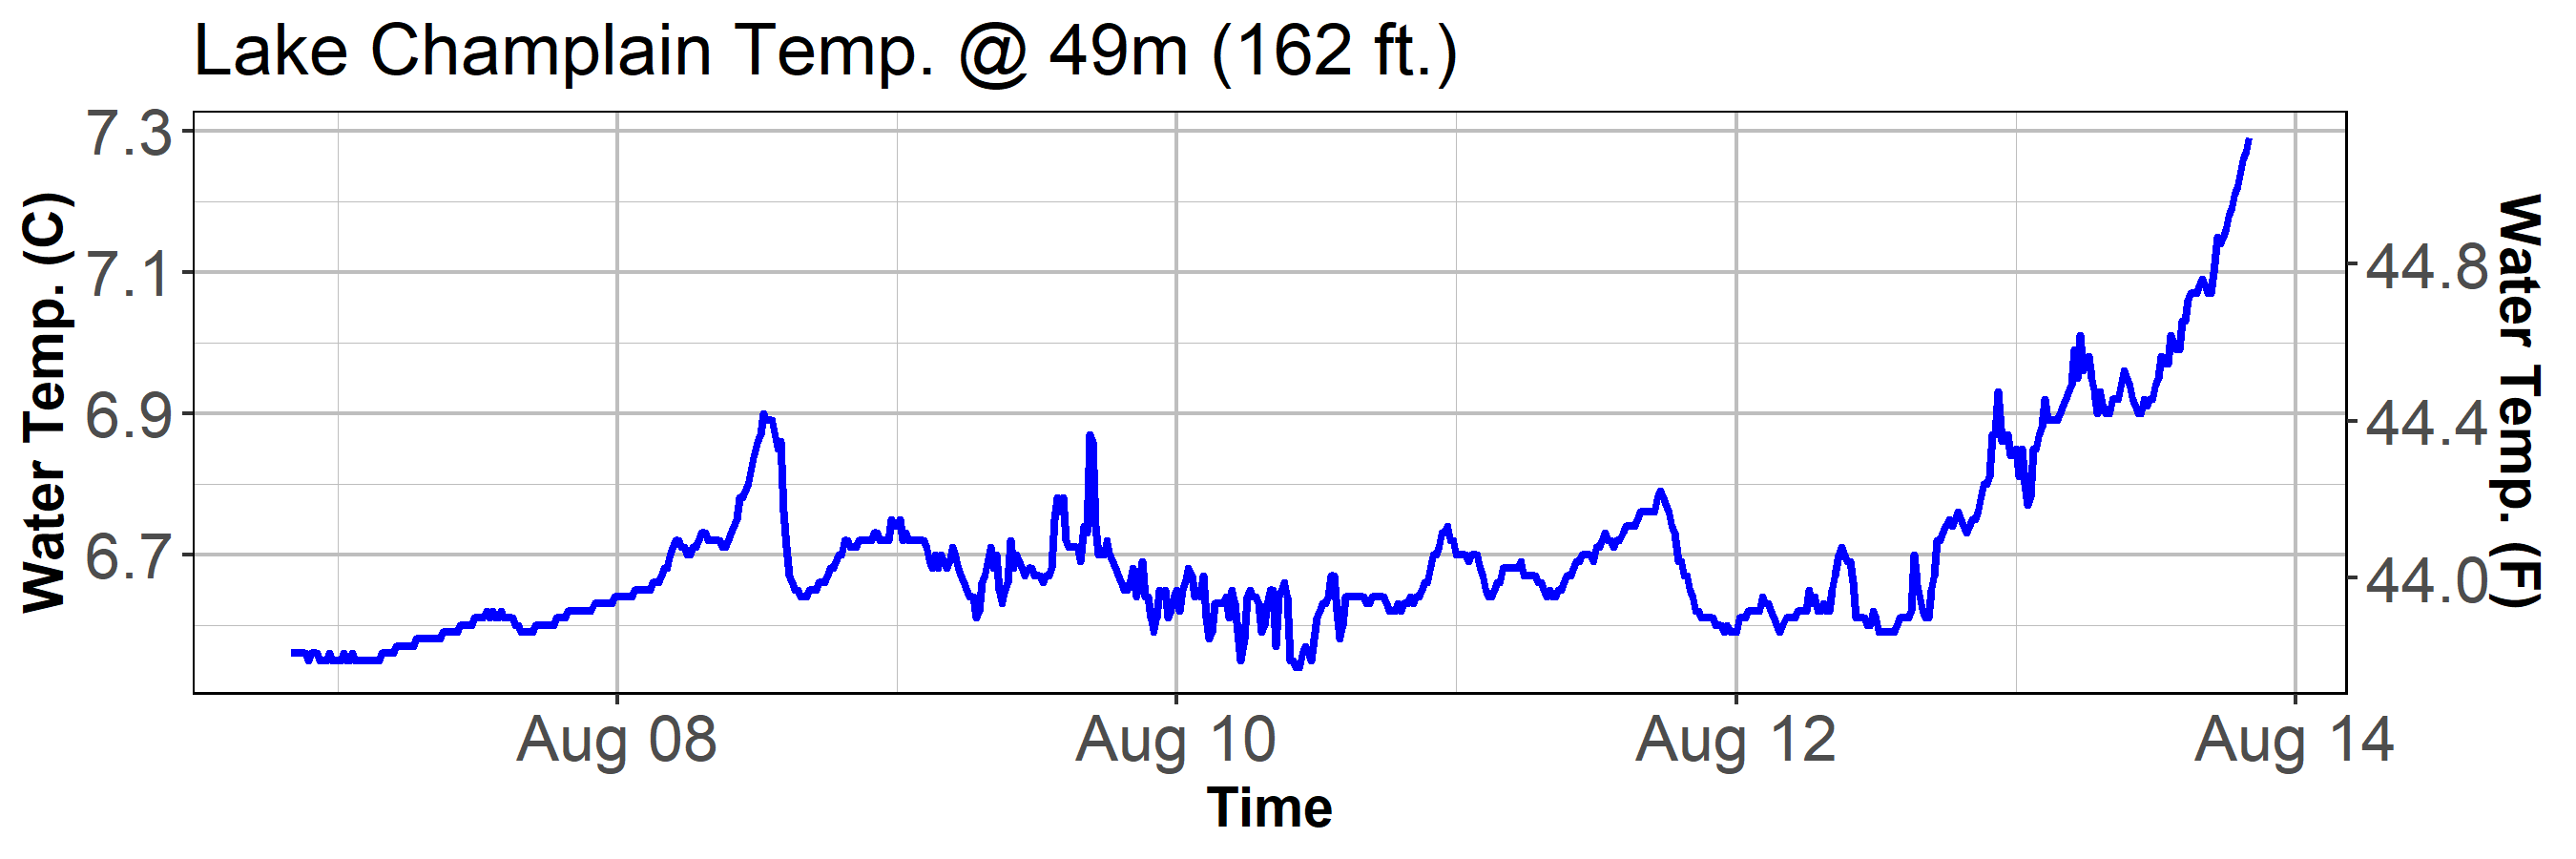 Lake Champlain Temp. @ 49m (162 ft.)
Water Temp. (C)
7.3
7.1
6.9
6.7
44.8
44.4
44.0
Water Temp. (F)
Aug 08 Aug 10 Aug 12 Aug 14
Time